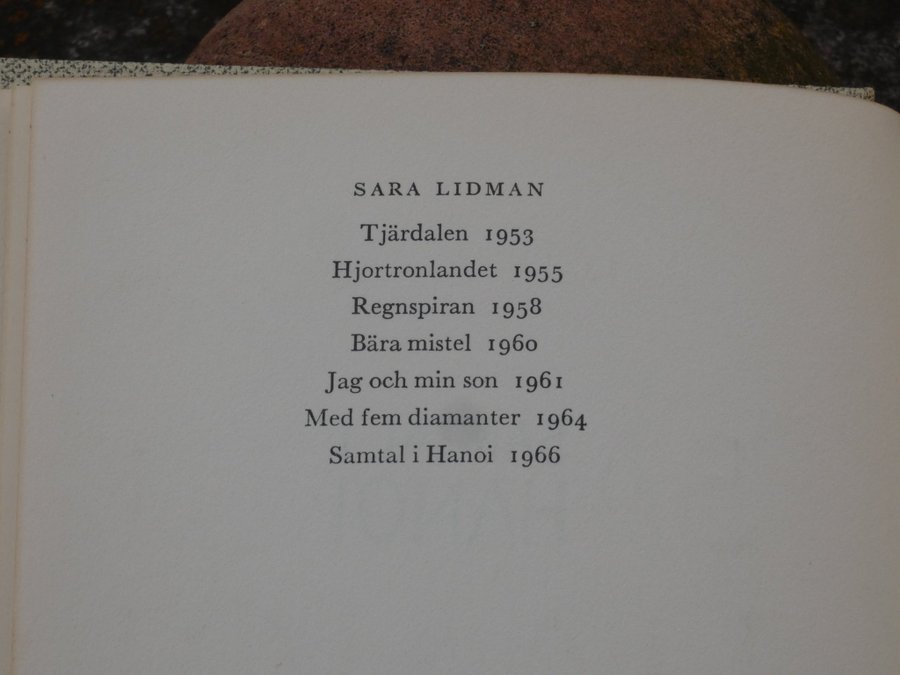 SARA LIDMAN
Tjärdalen 1953
Hjortronlandet 1955
Regnspiran 1958
Bära mistel 1960
Jag och min son 1961
Med fem diamanter 1964
Samtal i Hanoi 1966